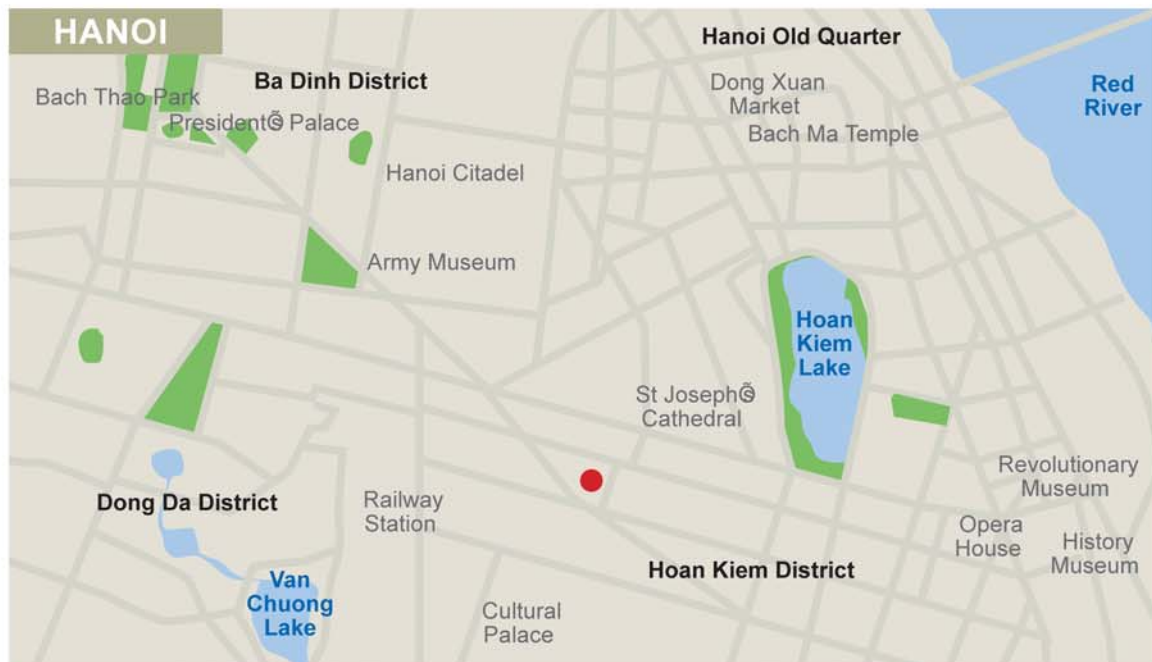 HANOI
Hanoi Old Quarter
Ba Dinh District
Dong Xuan
Market
Red
River
Bach Thao Park
President Palace
Bach Ma Temple
Hanoi Citadel
Army Museum
Hoan
Kiem
Lake
St Joseph
Cathedral
Revolutionary
Museum
Dong Da District
Railway
Station
Opera
House
History
Museum
Hoan Kiem District
Van
Chuong
Lake
Cultural
Palace